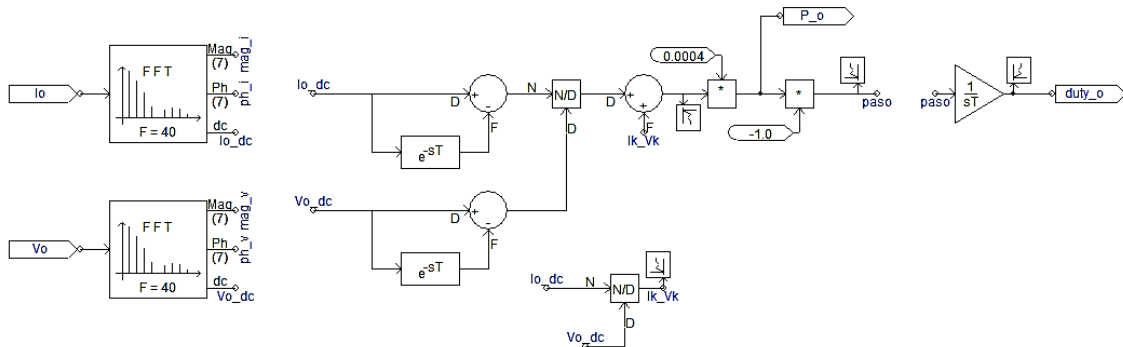 P_o
Io
FFT
F = 40
Mag
(7)
mag_i
Ph
(7)
ph_i
dc
Io_dc
Io_dc
D
+
-
F
e-sT
N
N/D
D
D
+
+
F
Ik_Vk
0.0004
*
*
-1.0
paso
paso
1
sT
duty_o
Vo
FFT
F = 40
Mag
(7)
mag_v
Ph
(7)
ph_v
dc
Vo_dc
Vo_dc
D
+
-
F
e-sT
Io_dc
N
N/D
D
Ik_Vk
Vo_dc